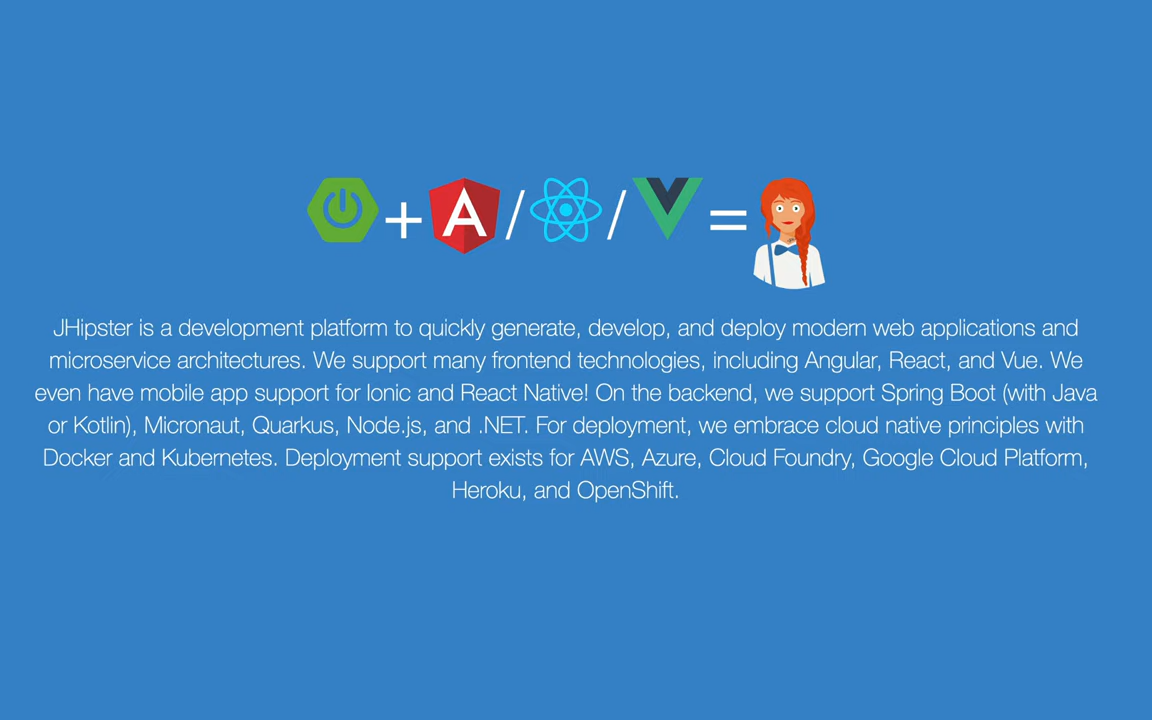 + / / =
JHipster is a development platform to quickly generate, develop, and deploy modern web applications and
microservice architectures. We support many frontend technologies, including Angular, React, and Vue. We
even have mobile app support for Ionic and React Native! On the backend, we support Spring Boot (with Java
or Kotlin), Micronaut, Quarkus, Node.js, and .NET. For deployment, we embrace cloud native principles with
Docker and Kubernetes. Deployment support exists for AWS, Azure, Cloud Foundry, Google Cloud Platform,
Heroku, and OpenShift.